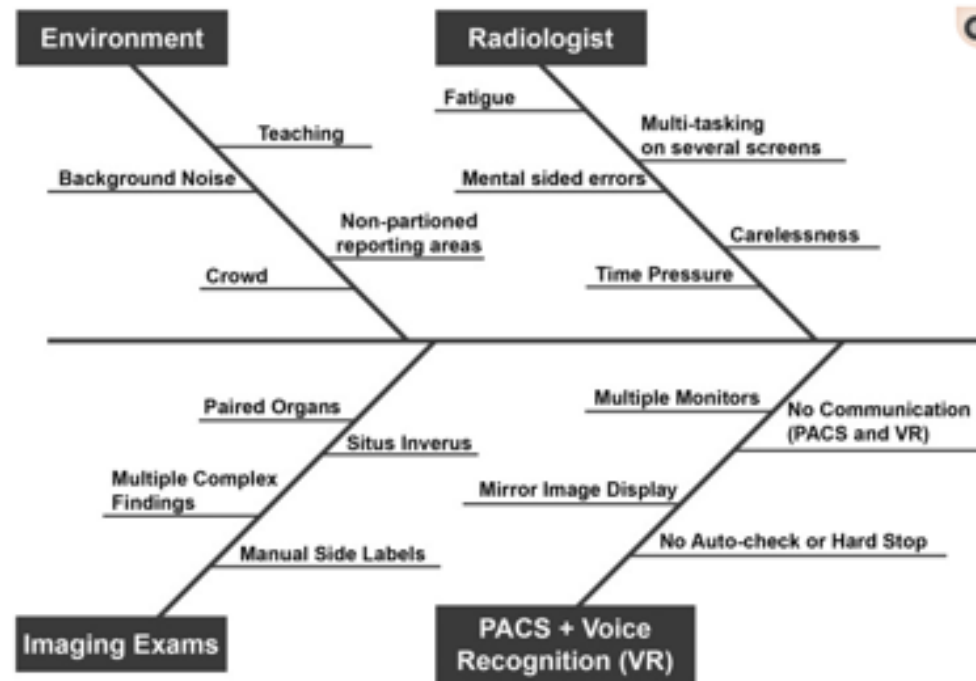 Environment
Radiologist
Fatigue
Teaching
Multi-tasking
on several screens
Background Noise
Mental sided errors
Non-partioned
reporting areas
Carelessness
Crowd
Time Pressure
Paired Organs
Multiple Monitors
No Communication
(PACS and VR)
Situs Inverus
Multiple Complex
Findings
Mirror Image Display
Manual Side Labels
No Auto-check or Hard Stop
Imaging Exams
PACS + Voice
Recognition (VR)